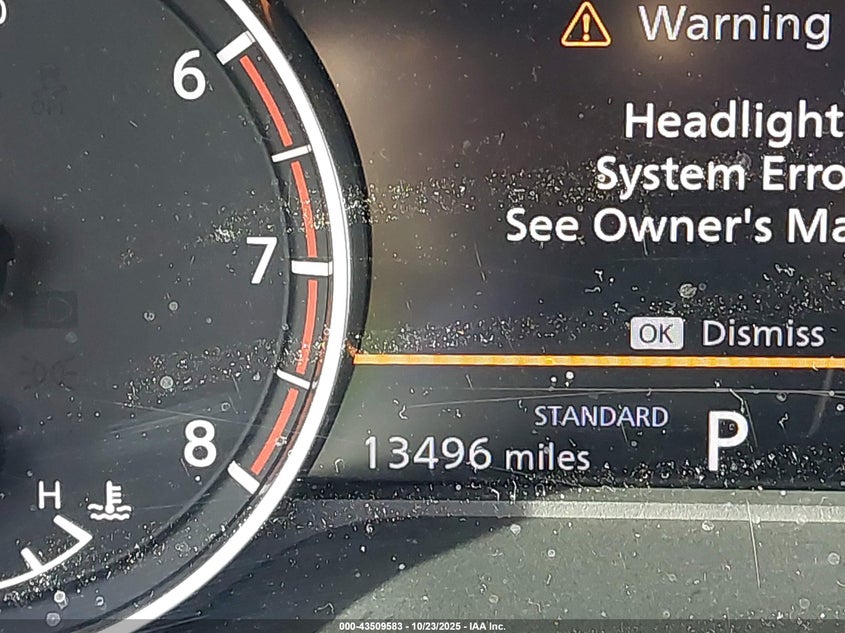 Warning
6
Headlight
System Erro
See Owner's Ma
7
OK Dismiss
STANDARD
P
8
13496 miles
H
000-43509583 - 10/23/2025 - IAA Inc.